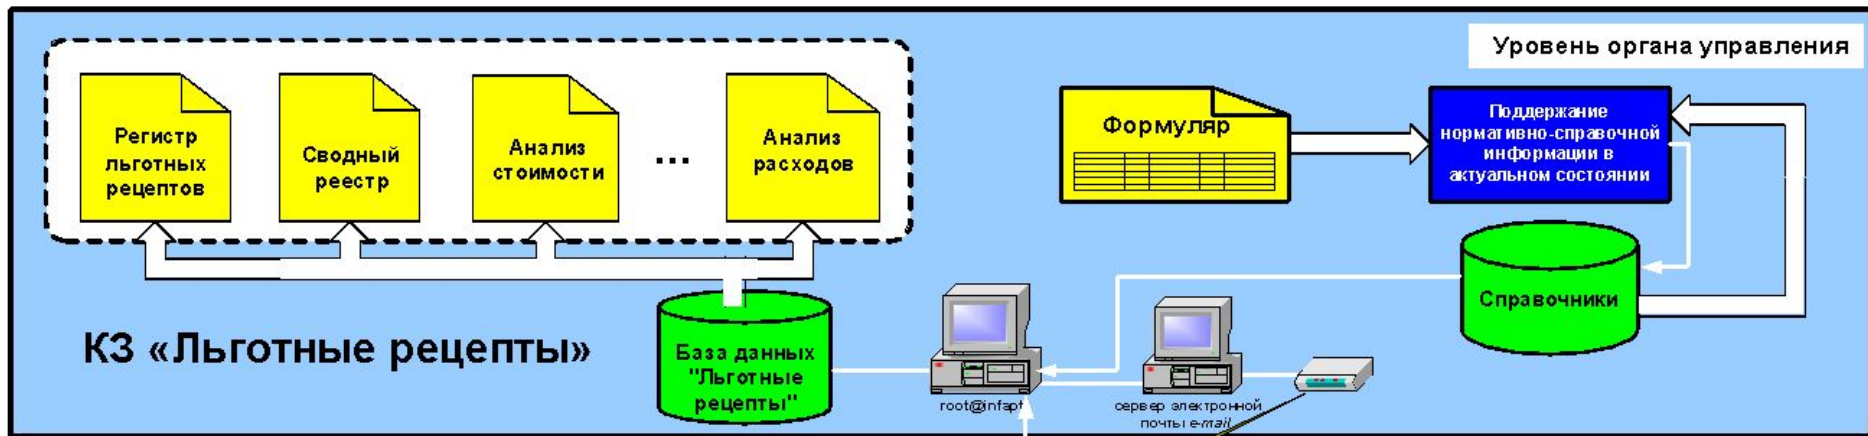 Уровень органа управления
Регистр
льготных
рецептов
Сводный
реестр
Анализ
стоимости
...
Анализ
расходов
Формуляр
Поддержание
нормативно-справочной
информации в
актуальном состоянии
Справочники
КЗ «Льготные рецепты»
База данных
"Льготные
рецепты"
root@infapt
сервер электронной
почты e-mail